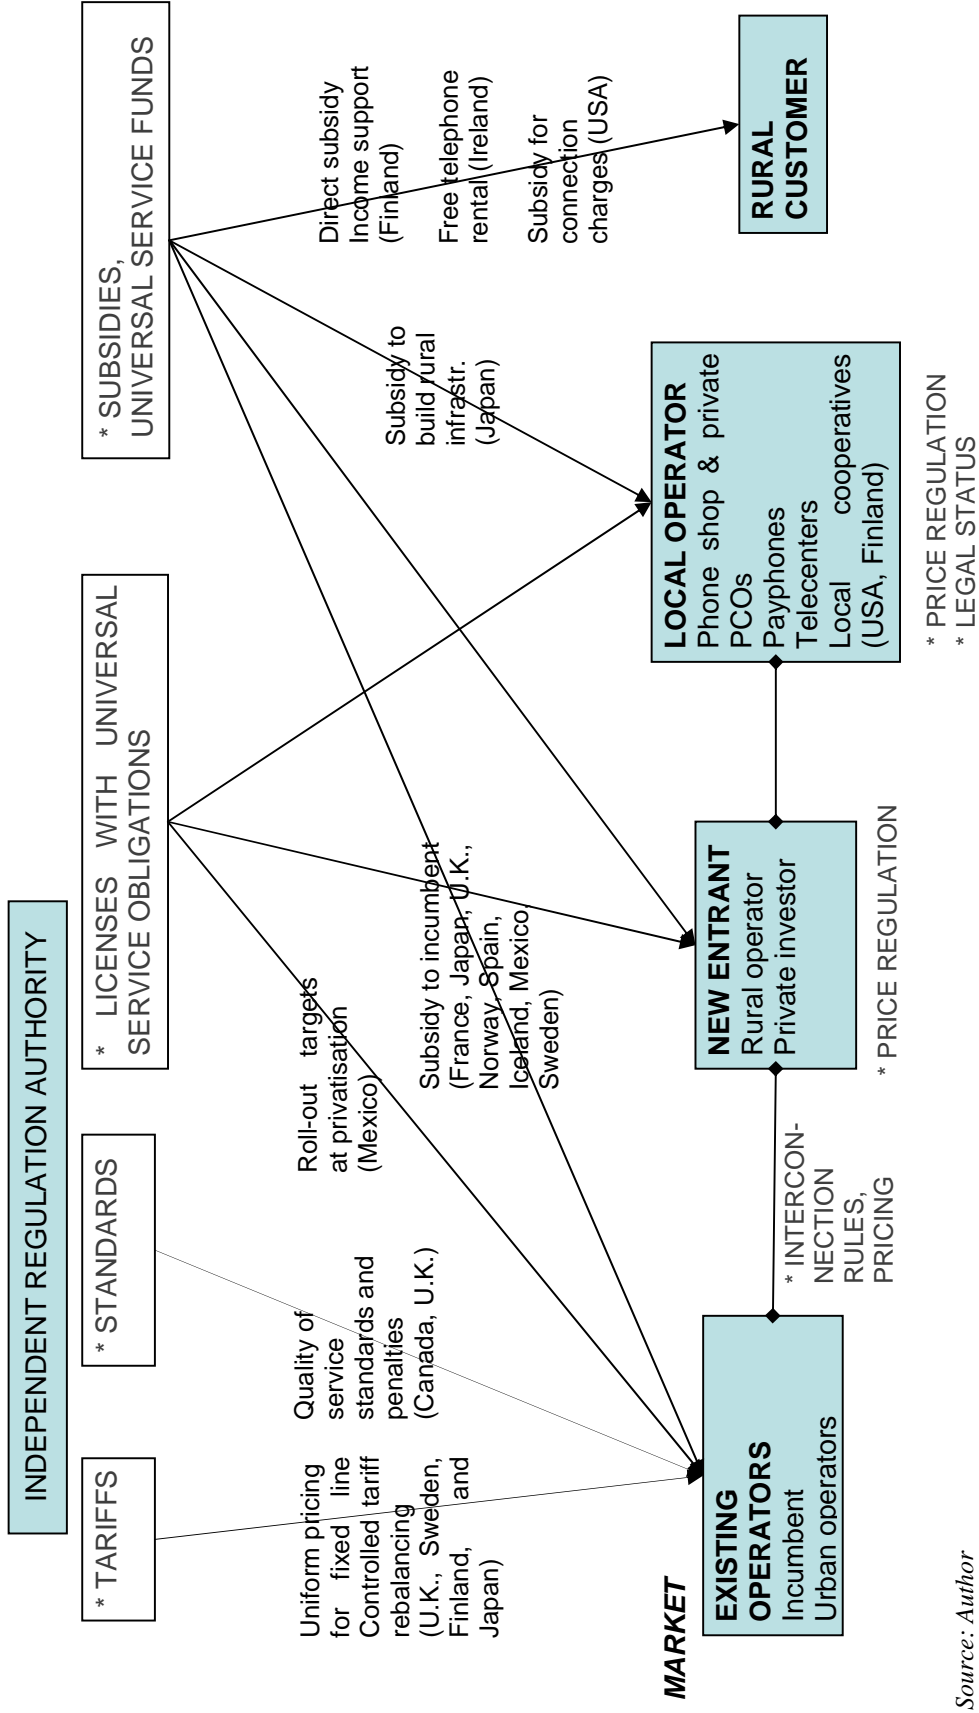 INDEPENDENT REGULATION AUTHORITY
* TARIFFS
* STANDARDS
* LICENSES WITH UNIVERSAL
SERVICE OBLIGATIONS
* SUBSIDIES,
UNIVERSAL SERVICE FUNDS
Uniform pricing
for fixed line
Controlled tariff
rebalancing
(U.K., Sweden,
Finland, and
Japan)
Quality of
service
standards and
penalties
(Canada, U.K.)
Roll-out targets
at privatisation
(Mexico)
Subsidy to incumbent
(France, Japan, U.K.,
Norway, Spain,
Iceland, Mexico,
Sweden)
Subsidy to
build rural
infrastr.
(Japan)
Direct subsidy
Income support
(Finland)
Free telephone
rental (Ireland)
Subsidy for
connection
charges (USA)
MARKET
EXISTING
OPERATORS
Incumbent
Urban operators
* INTERCON-
NECTION
RULES,
PRICING
NEW ENTRANT
Rural operator
Private investor
* PRICE REGULATION
LOCAL OPERATOR
Phone shop & private
PCOs
Payphones
Telecenters
Local cooperatives
(USA, Finland)
* PRICE REGULATION
* LEGAL STATUS
RURAL
CUSTOMER
Source: Author